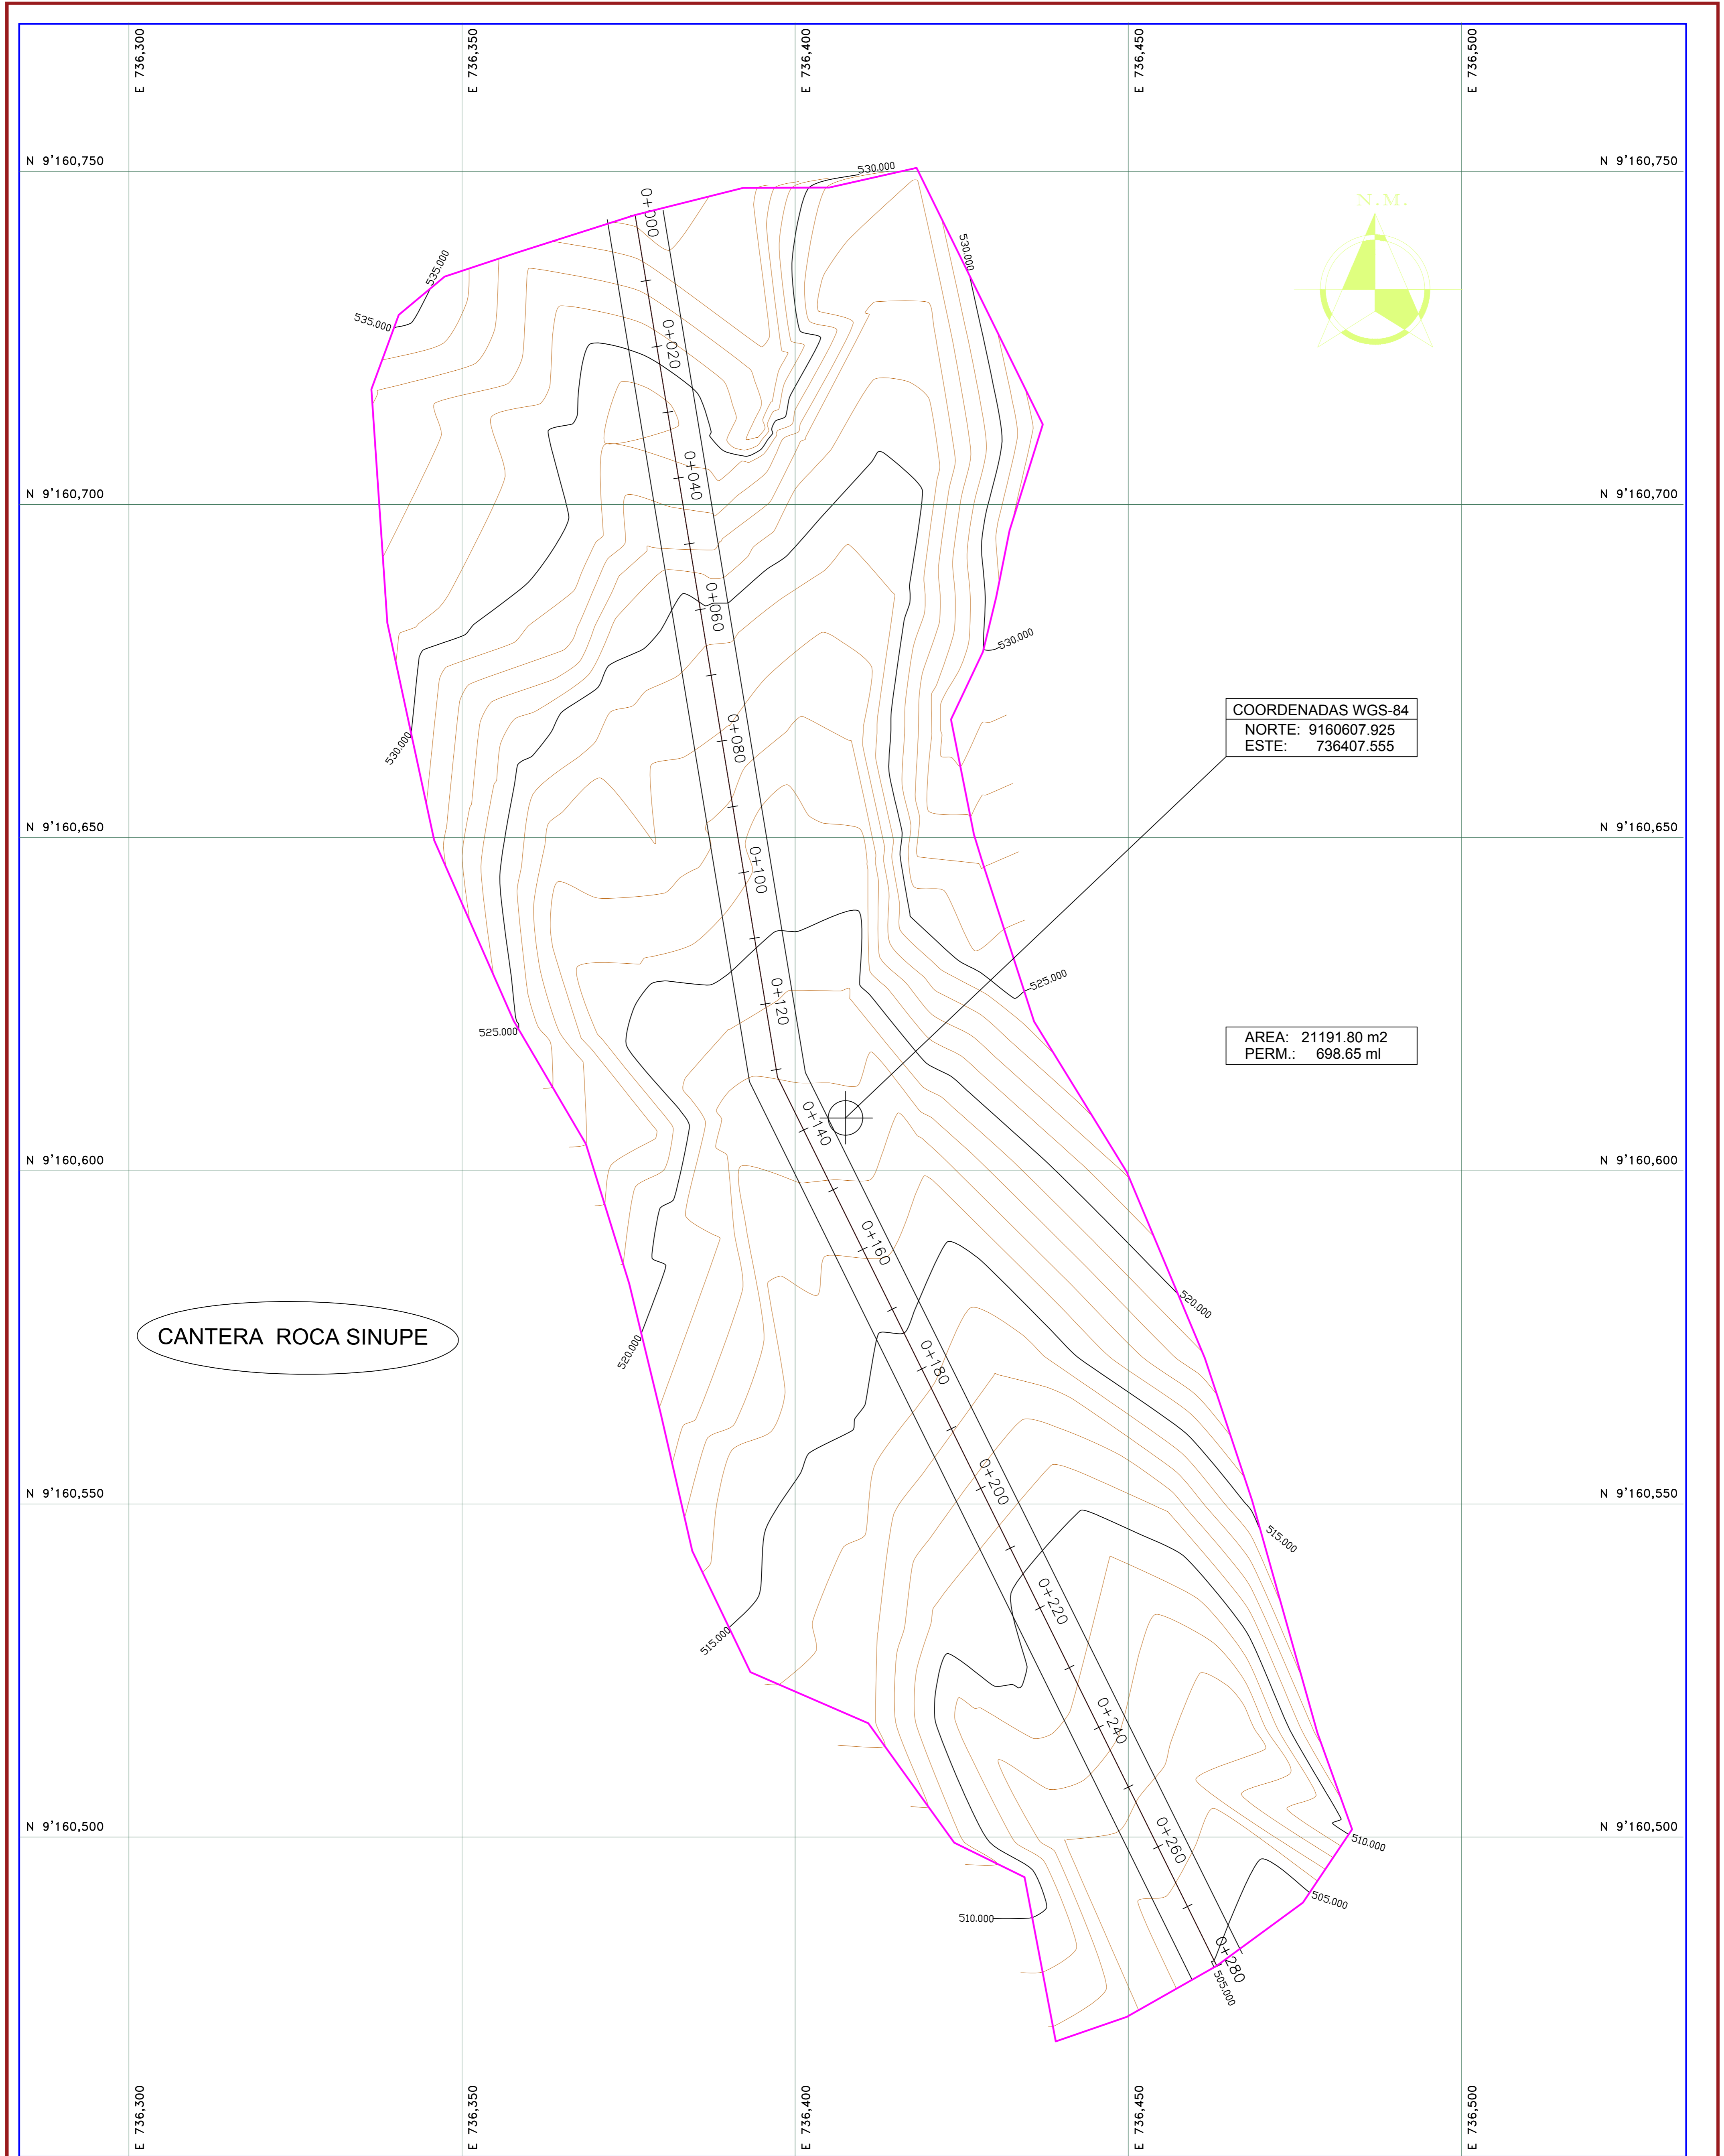 E 736,300
E 736,350
E 736,400
E 736,450
E 736,500
N 9'160,750
N 9'160,750
530.000
0+000
N.M.
530.000
535.000
535.000
0+020
0+040
N 9'160,700
N 9'160,700
0+060
530.000
530.000
0+080
COORDENADAS WGS-84
NORTE: 9160607.925
ESTE: 736407.555
N 9'160,650
N 9'160,650
0+100
525.000
0+120
525.000
AREA: 21191.80 m2
PERM.: 698.65 ml
0+140
N 9'160,600
N 9'160,600
0+160
520.000
CANTERA ROCA SINUPE
520.000
0+180
0+200
N 9'160,550
N 9'160,550
515.000
0+220
515.000
0+240
N 9'160,500
N 9'160,500
0+260
510.000
505.000
510.000
0+280
505.000
E 736,300
E 736,350
E 736,400
E 736,450
E 736,500